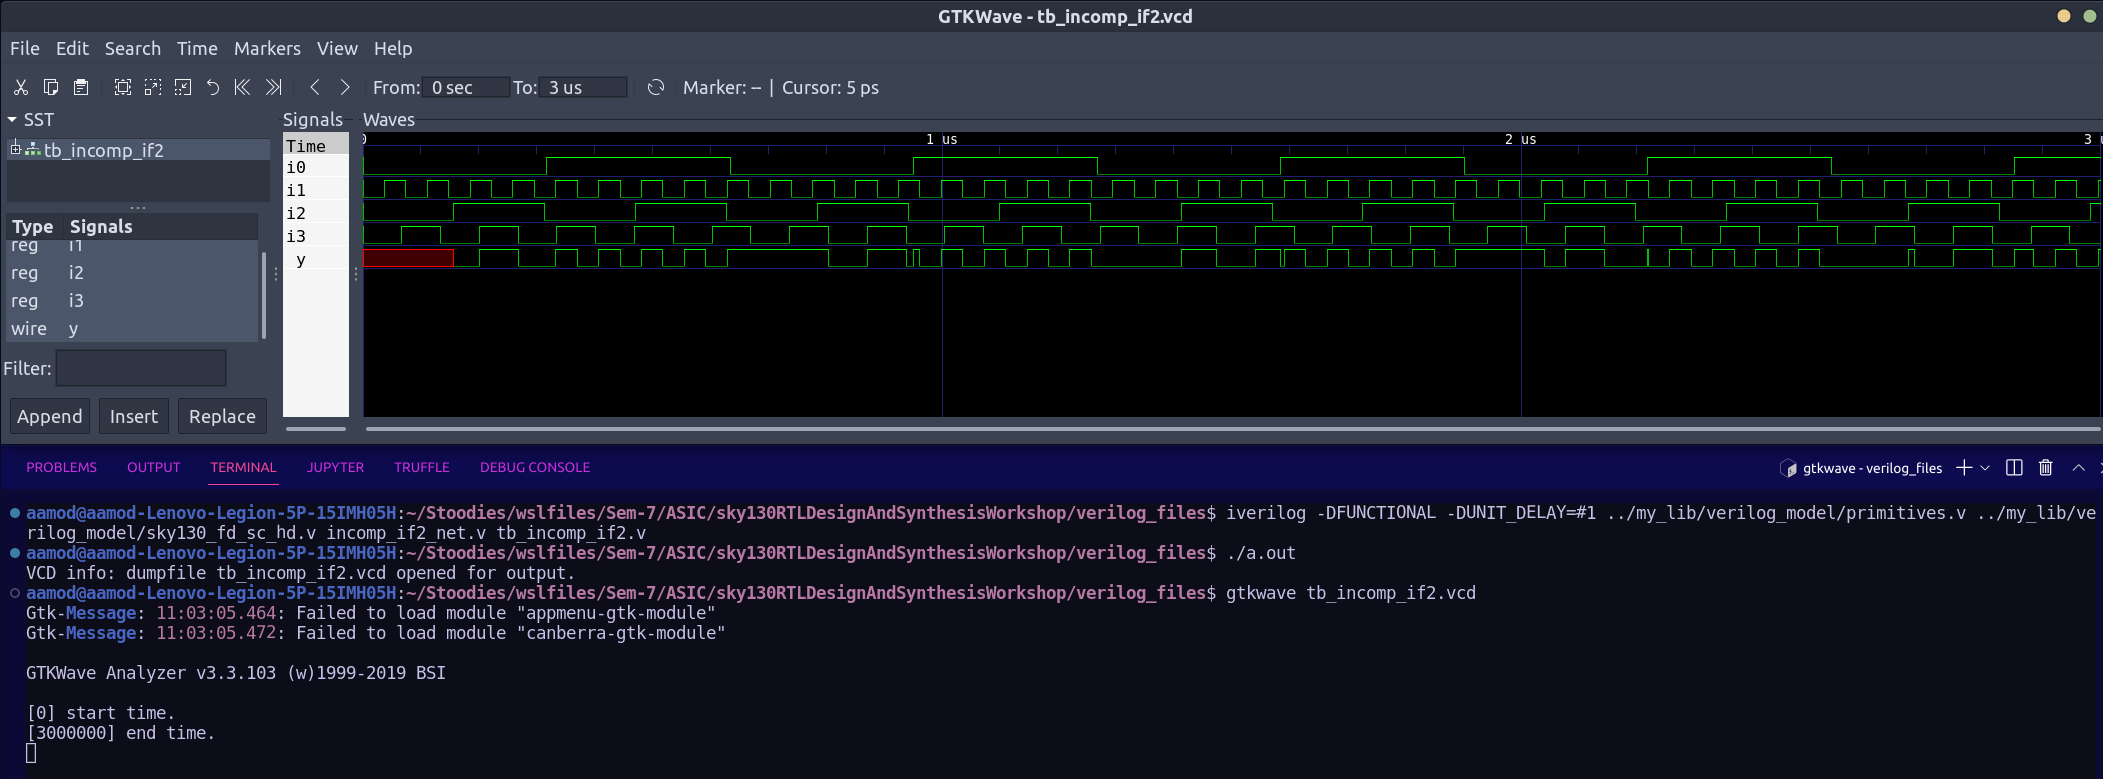 GTKWave - tb_incomp_if2.vcd
File Edit Search Time Markers View Help
From: 0 sec To: 3 us Marker: -- | Cursor: 5 ps
SST
tb_incomp_if2
Type Signals
reg i1
reg i2
reg i3
wire y
Filter:
Append Insert Replace
Signals
Time
i0
i1
i2
i3
y
Waves
0 1 us 2 us 3 u
PROBLEMS OUTPUT TERMINAL JUPYTER TRUFFLE DEBUG CONSOLE gtkwave - verilog_files
aamod@aamod-Lenovo-Legion-5P-15IMH05H:~/Stoodies/wslfiles/Sem-7/ASIC/sky130RTLDesignAndSynthesisWorkshop/verilog_files$ iverilog -DFUNCTIONAL -DUNIT_DELAY=#1 ../my_lib/verilog_model/primitives.v ../my_lib/ve
rilog_model/sky130_fd_sc_hd.v incomp_if2_net.v tb_incomp_if2.v
aamod@aamod-Lenovo-Legion-5P-15IMH05H:~/Stoodies/wslfiles/Sem-7/ASIC/sky130RTLDesignAndSynthesisWorkshop/verilog_files$ ./a.out
VCD info: dumpfile tb_incomp_if2.vcd opened for output.
aamod@aamod-Lenovo-Legion-5P-15IMH05H:~/Stoodies/wslfiles/Sem-7/ASIC/sky130RTLDesignAndSynthesisWorkshop/verilog_files$ gtkwave tb_incomp_if2.vcd
Gtk-Message: 11:03:05.464: Failed to load module "appmenu-gtk-module"
Gtk-Message: 11:03:05.472: Failed to load module "canberra-gtk-module"
GTKWave Analyzer v3.3.103 (w)1999-2019 BSI
[0] start time.
[3000000] end time.